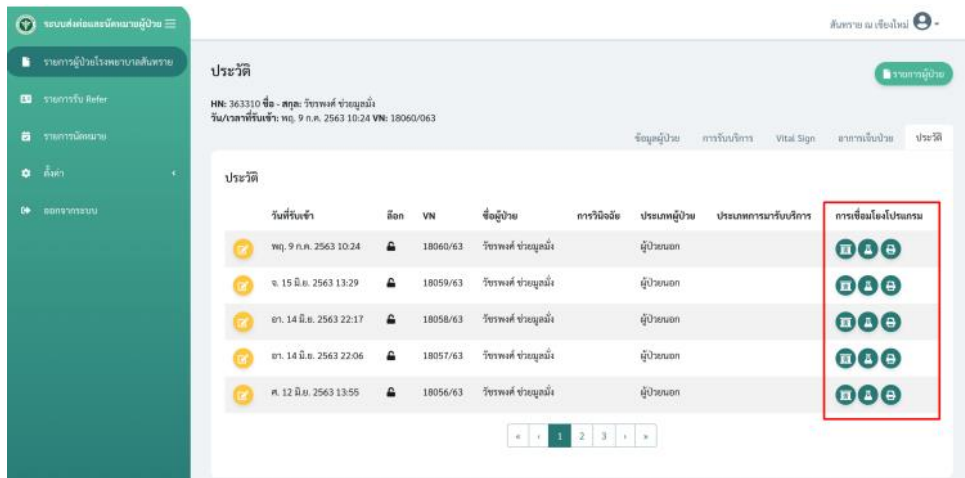 ระบบส่งต่อและนัดหมายผู้ป่วย
สันทราย ณ เชียงใหม่
รายการผู้ป่วยโรงพยาบาลสันทราย
รายการรับ Refer
รายการนัดหมาย
ตั้งค่า
ออกจากระบบ
ประวัติ
รายการผู้ป่วย
HN: 363310 ชื่อ - สกุล: วัชรพงศ์ ช่วยมูลมั่ง
วัน/เวลาที่รับเข้า: พฤ. 9 ก.ค. 2563 10:24 VN: 18060/063
ข้อมูลผู้ป่วย การรับบริการ Vital Sign อาการเจ็บป่วย ประวัติ
ประวัติ
วันที่รับเข้า ล๊อก VN ชื่อผู้ป่วย การวินิจฉัย ประเภทผู้ป่วย ประเภทการมารับบริการ การเชื่อมโยงโปรแกรม
พฤ. 9 ก.ค. 2563 10:24 18060/63 วัชรพงศ์ ช่วยมูลมั่ง ผู้ป่วยนอก
จ. 15 มิ.ย. 2563 13:29 18059/63 วัชรพงศ์ ช่วยมูลมั่ง ผู้ป่วยนอก
อา. 14 มิ.ย. 2563 22:17 18058/63 วัชรพงศ์ ช่วยมูลมั่ง ผู้ป่วยนอก
อา. 14 มิ.ย. 2563 22:06 18057/63 วัชรพงศ์ ช่วยมูลมั่ง ผู้ป่วยนอก
ศ. 12 มิ.ย. 2563 13:55 18056/63 วัชรพงศ์ ช่วยมูลมั่ง ผู้ป่วยนอก
« ‹ 1 2 3 › »